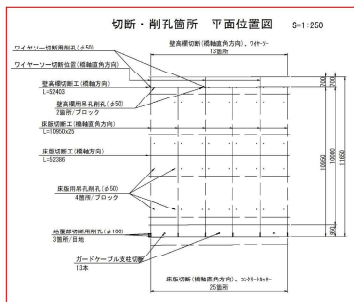 切断・削孔箇所　平面位置図　S=1:250
ワイヤーソー切断用削孔(φ50)
壁高欄切断(橋軸直角方向)、ワイヤーソー
13箇所
ワイヤーソー切断位置(橋軸直角方向)
壁高欄切断工(橋軸方向)
L=52403
壁高欄用吊孔削孔(φ50)
2箇所/ブロック
床版切断工(橋軸直角方向)
L=10950x25
床版切断工(橋軸方向)
L=52386
床版用吊孔削孔(φ50)
4箇所/ブロック
3箇所/目地
ガードケーブル支柱切断
13本
床版切断(橋軸直角方向)、コンクリートカッター
25箇所
700
700
10950
11650